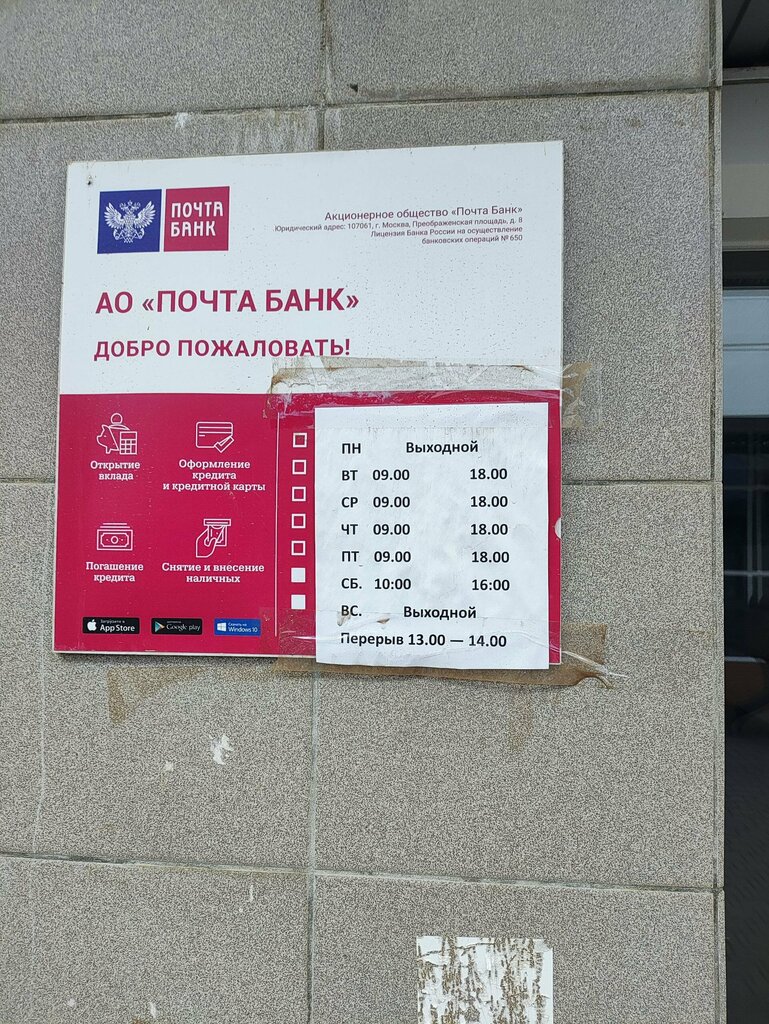 ПОЧТА
БАНК
Акционерное общество «Почта Банк»
Юридический адрес: 107061, г. Москва, Преображенская площадь, д. 8
Лицензия Банка России на осуществление
банковских операций № 650
АО «ПОЧТА БАНК»
ДОБРО ПОЖАЛОВАТЬ!
Открытие
вклада
Оформление
кредита
и кредитной карты
Погашение
кредита
Снятие и внесение
наличных
Загрузите в
App Store
Google play
Скачать на
Windows 10
ПН Выходной
ВТ 09.00 18.00
СР 09.00 18.00
ЧТ 09.00 18.00
ПТ 09.00 18.00
СБ. 10:00 16:00
ВС. Выходной
Перерыв 13.00 — 14.00